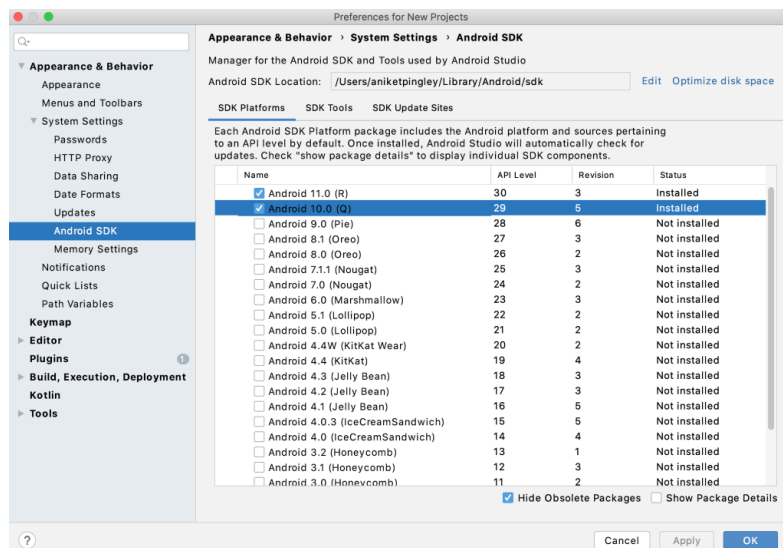 Preferences for New Projects
Appearance & Behavior
Appearance
Menus and Toolbars
System Settings
Passwords
HTTP Proxy
Data Sharing
Date Formats
Updates
Android SDK
Memory Settings
Notifications
Quick Lists
Path Variables
Keymap
Editor
Plugins 1
Build, Execution, Deployment
Kotlin
Tools
Appearance & Behavior › System Settings › Android SDK
Manager for the Android SDK and Tools used by Android Studio
Android SDK Location: /Users/aniketpingley/Library/Android/sdk Edit Optimize disk space
SDK Platforms SDK Tools SDK Update Sites
Each Android SDK Platform package includes the Android platform and sources pertaining
to an API level by default. Once installed, Android Studio will automatically check for
updates. Check "show package details" to display individual SDK components.
Name API Level Revision Status
Android 11.0 (R) 30 3 Installed
Android 10.0 (Q) 29 5 Installed
Android 9.0 (Pie) 28 6 Not installed
Android 8.1 (Oreo) 27 3 Not installed
Android 8.0 (Oreo) 26 2 Not installed
Android 7.1.1 (Nougat) 25 3 Not installed
Android 7.0 (Nougat) 24 2 Not installed
Android 6.0 (Marshmallow) 23 3 Not installed
Android 5.1 (Lollipop) 22 2 Not installed
Android 5.0 (Lollipop) 21 2 Not installed
Android 4.4W (KitKat Wear) 20 2 Not installed
Android 4.4 (KitKat) 19 4 Not installed
Android 4.3 (Jelly Bean) 18 3 Not installed
Android 4.2 (Jelly Bean) 17 3 Not installed
Android 4.1 (Jelly Bean) 16 5 Not installed
Android 4.0.3 (IceCreamSandwich) 15 5 Not installed
Android 4.0 (IceCreamSandwich) 14 4 Not installed
Android 3.2 (Honeycomb) 13 1 Not installed
Android 3.1 (Honeycomb) 12 3 Not installed
Android 3.0 (Honeycomb) 11 2 Not installed
Hide Obsolete Packages Show Package Details
? Cancel Apply OK